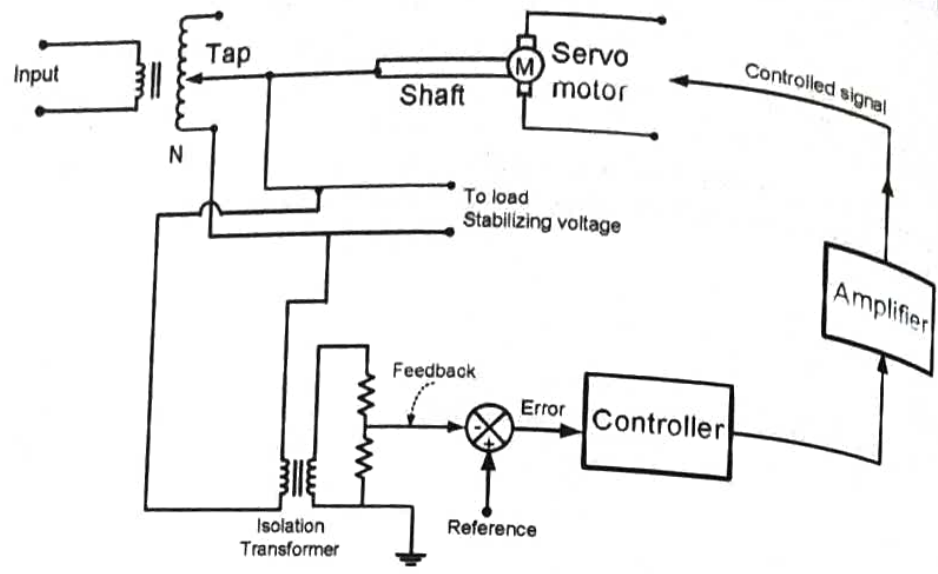 Input
Tap
N
Shaft
M
Servo
motor
Controlled signal
To load
Stabilizing voltage
Amplifier
Feedback
-
+
Error
Controller
Reference
Isolation
Transformer